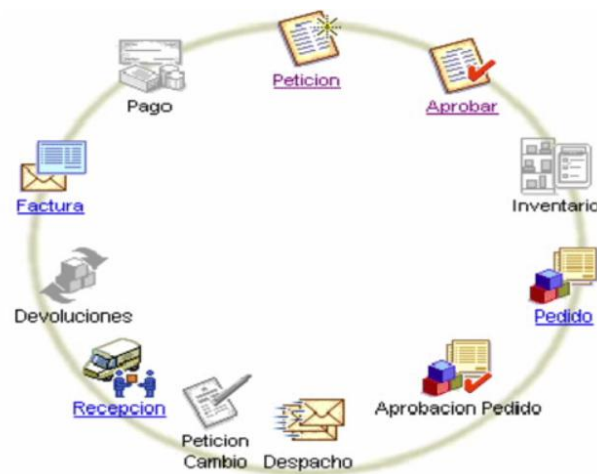 Peticion
Aprobar
Pago
Inventario
Factura
Pedido
Devoluciones
Aprobacion Pedido
Recepcion
Peticion
Cambio
Despacho